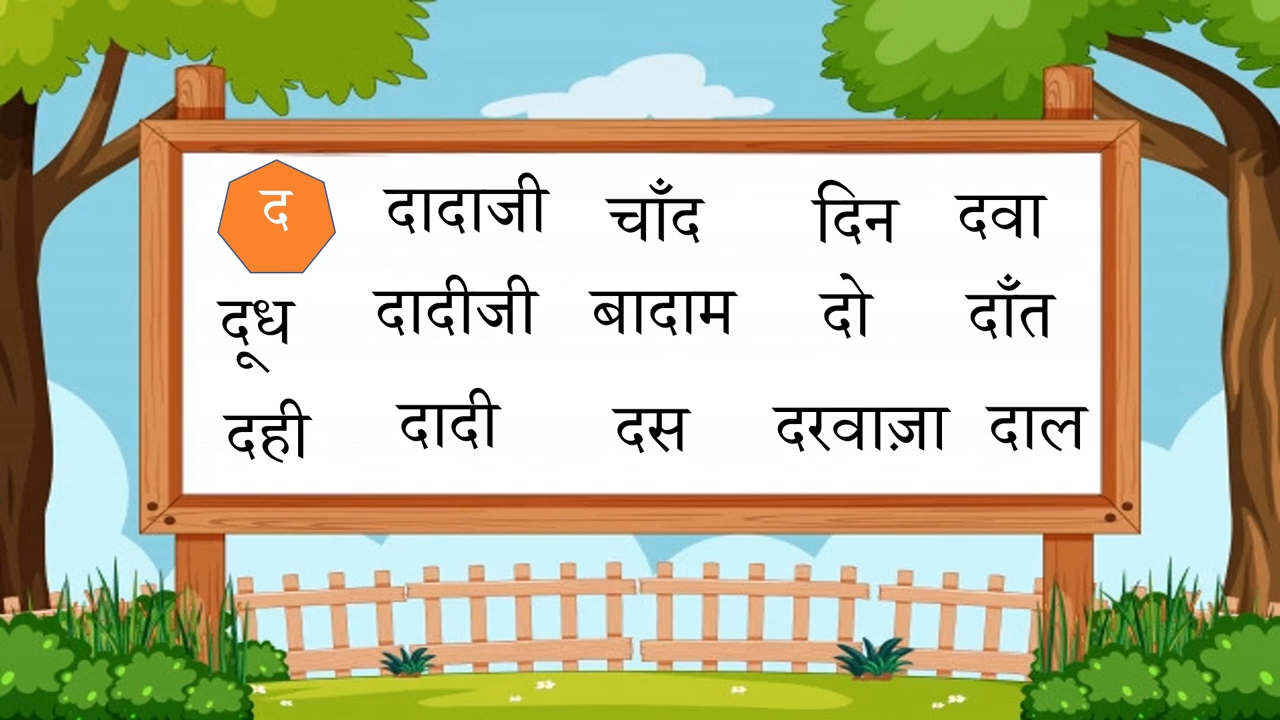 द दादाजी चाँद दिन दवा
दूध दादीजी बादाम दो दाँत
दही दादी दस दरवाज़ा दाल